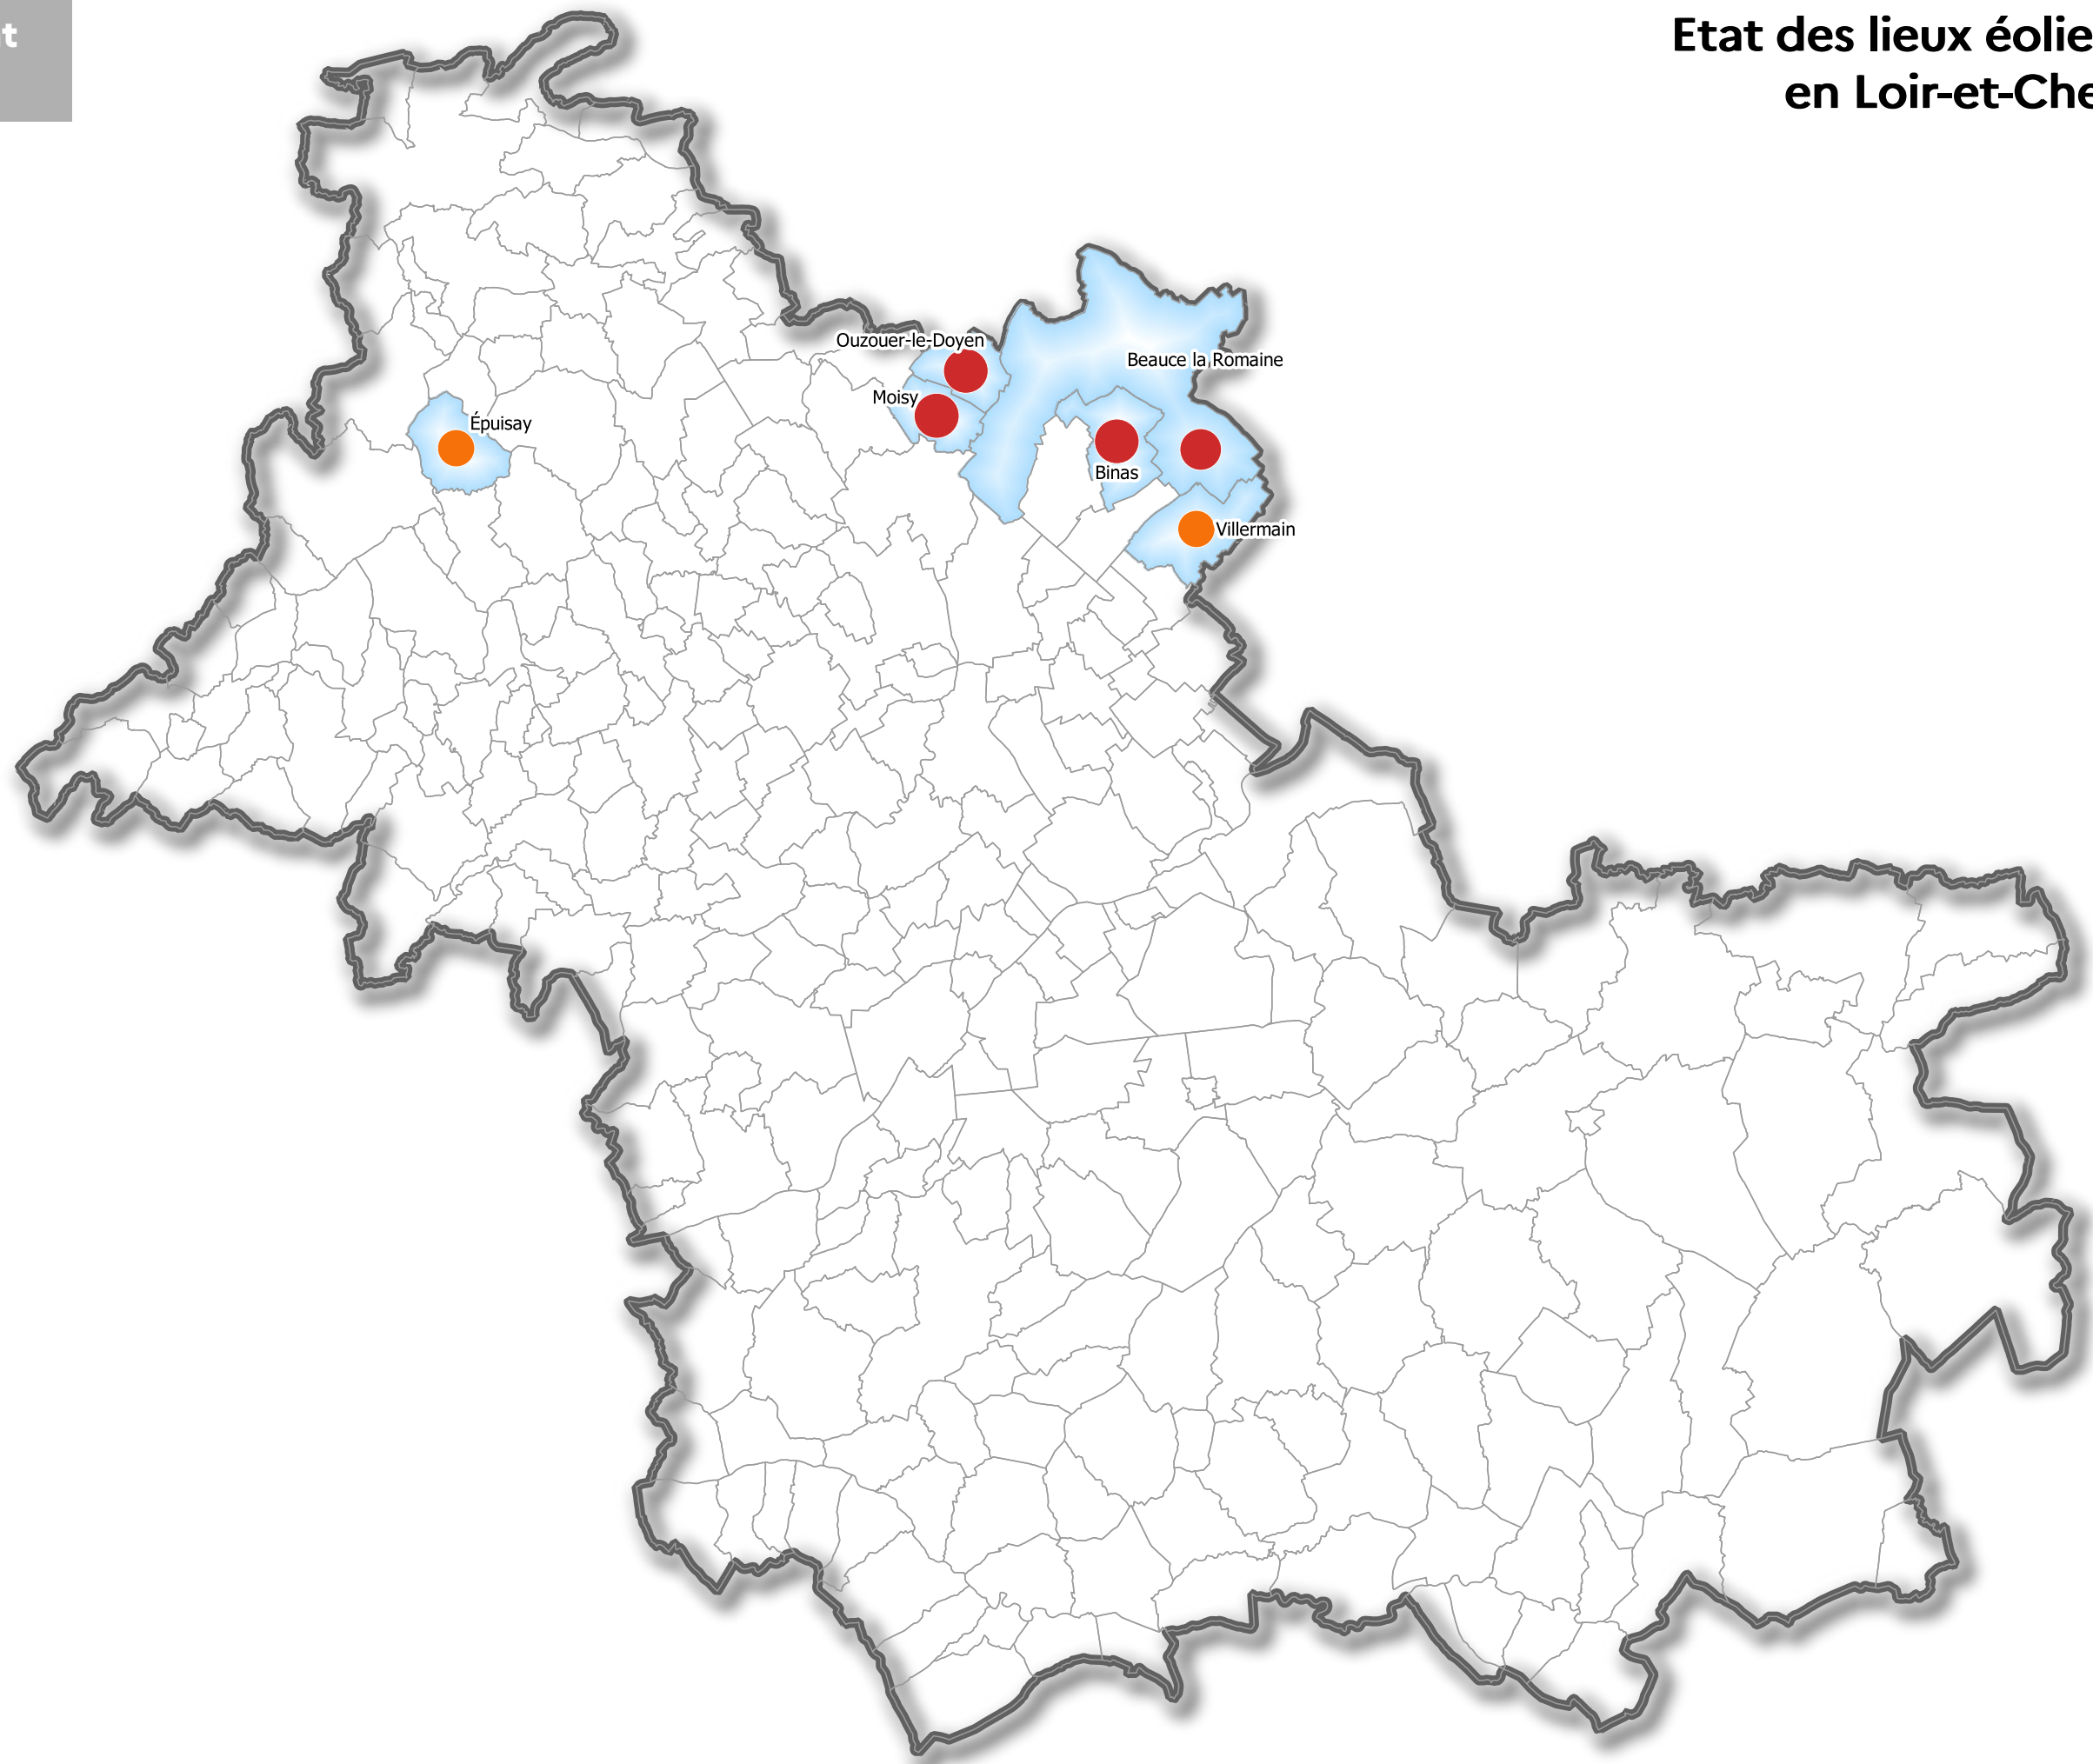 Etat des lieux éolie
en Loir-et-Che
Ouzouer-le-Doyen
Beauce la Romaine
Moisy
Épuisay
Binas
Villermain